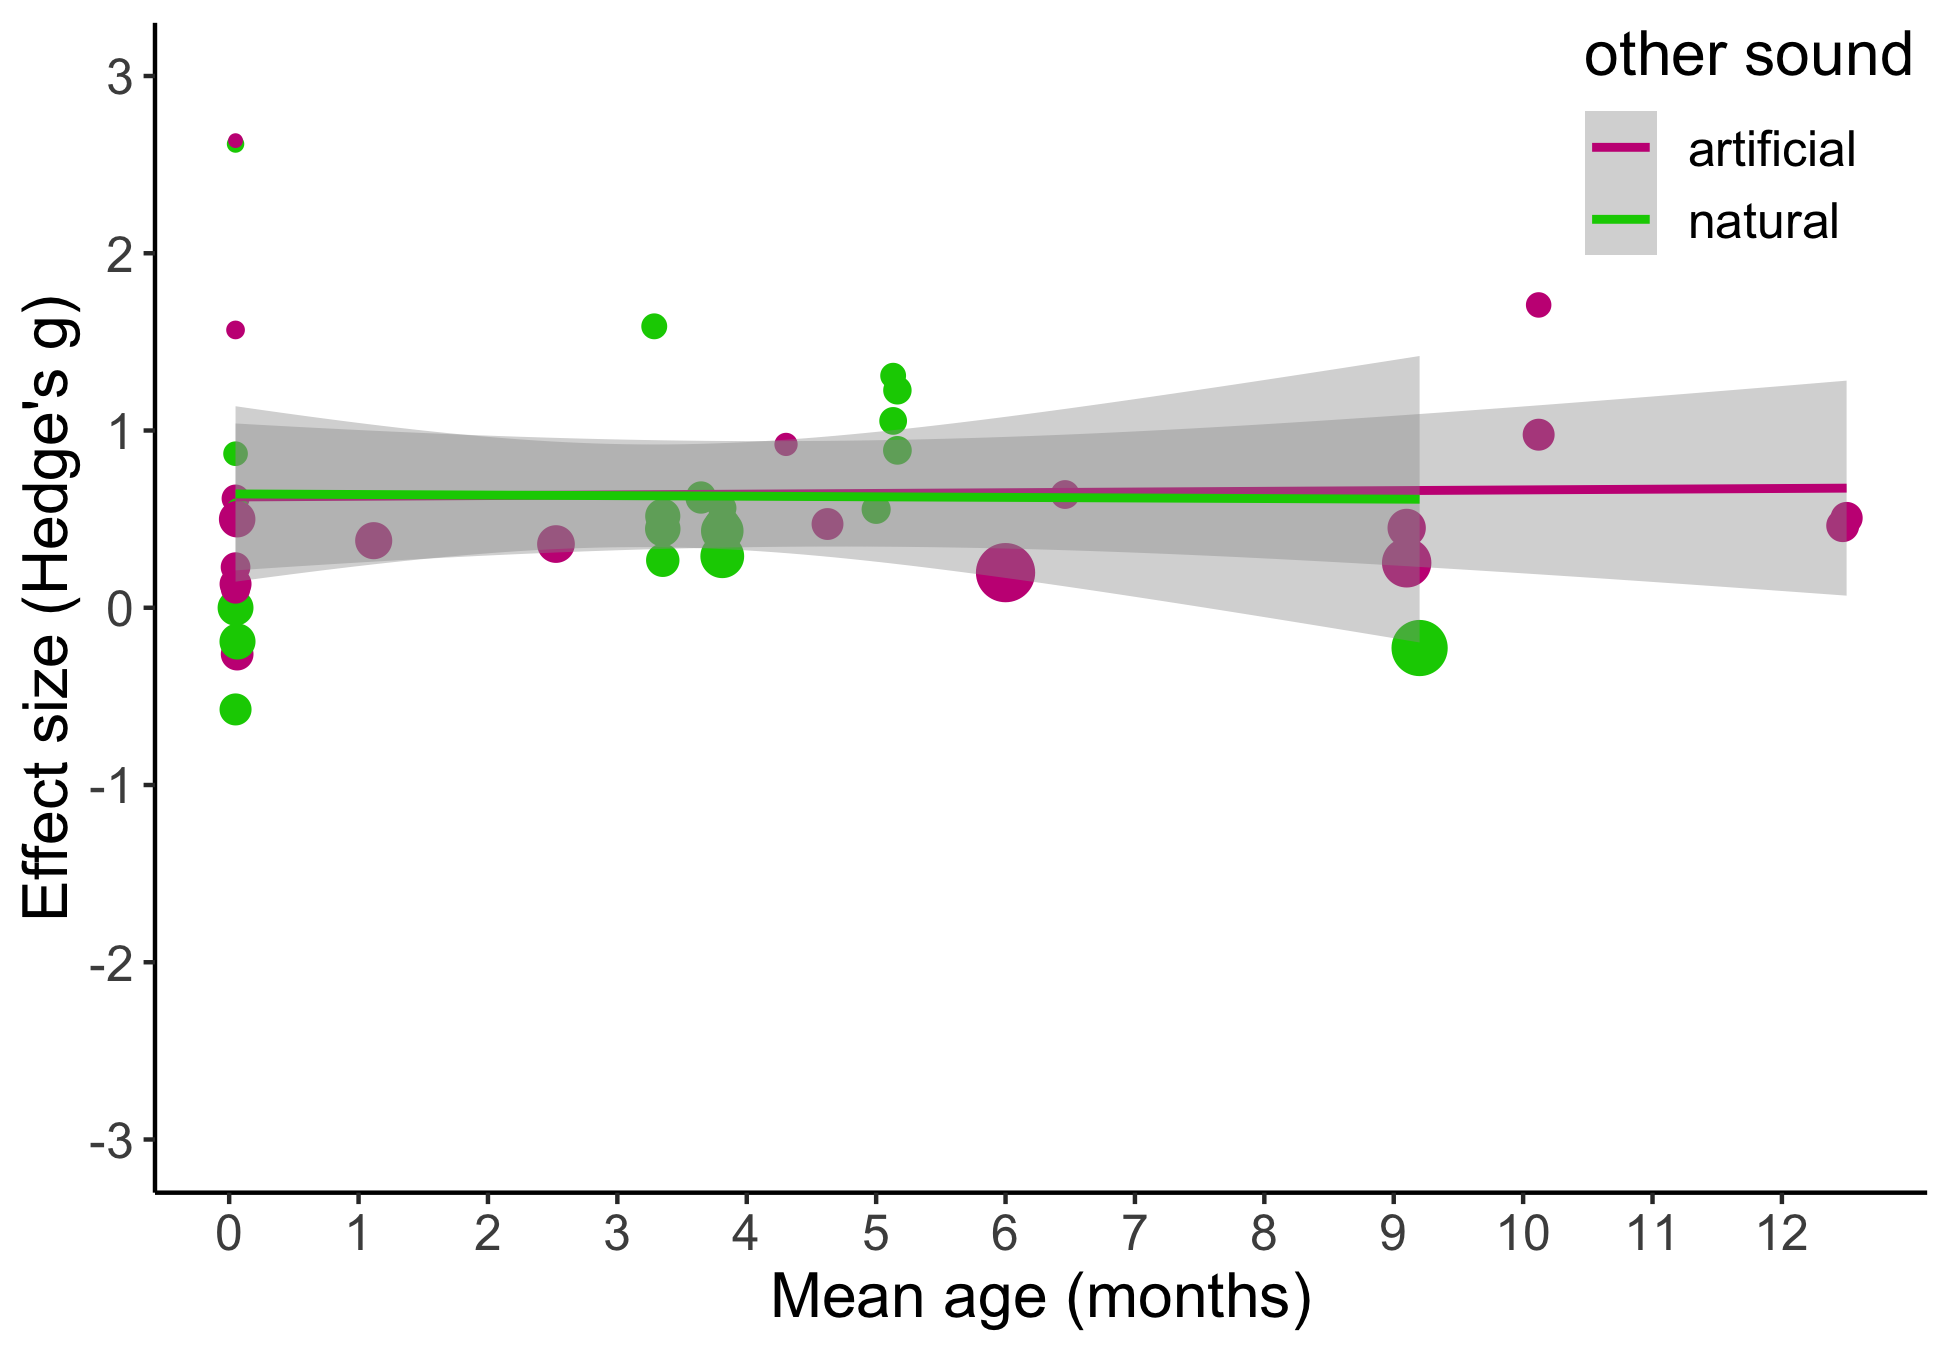 other sound
artificial
natural
Effect size (Hedge's g)
3
2
1
0
-1
-2
-3
0 1 2 3 4 5 6 7 8 9 10 11 12
Mean age (months)